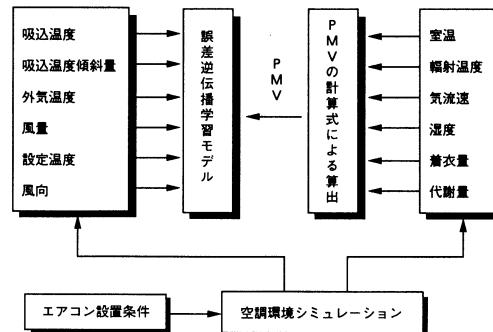 吸込温度
吸込温度傾斜量
外気温度
風量
設定温度
風向
誤差逆伝播学習モデル
PMV
PMVの計算式による算出
室温
輻射温度
気流速
湿度
着衣量
代謝量
エアコン設置条件
空調環境シミュレーション